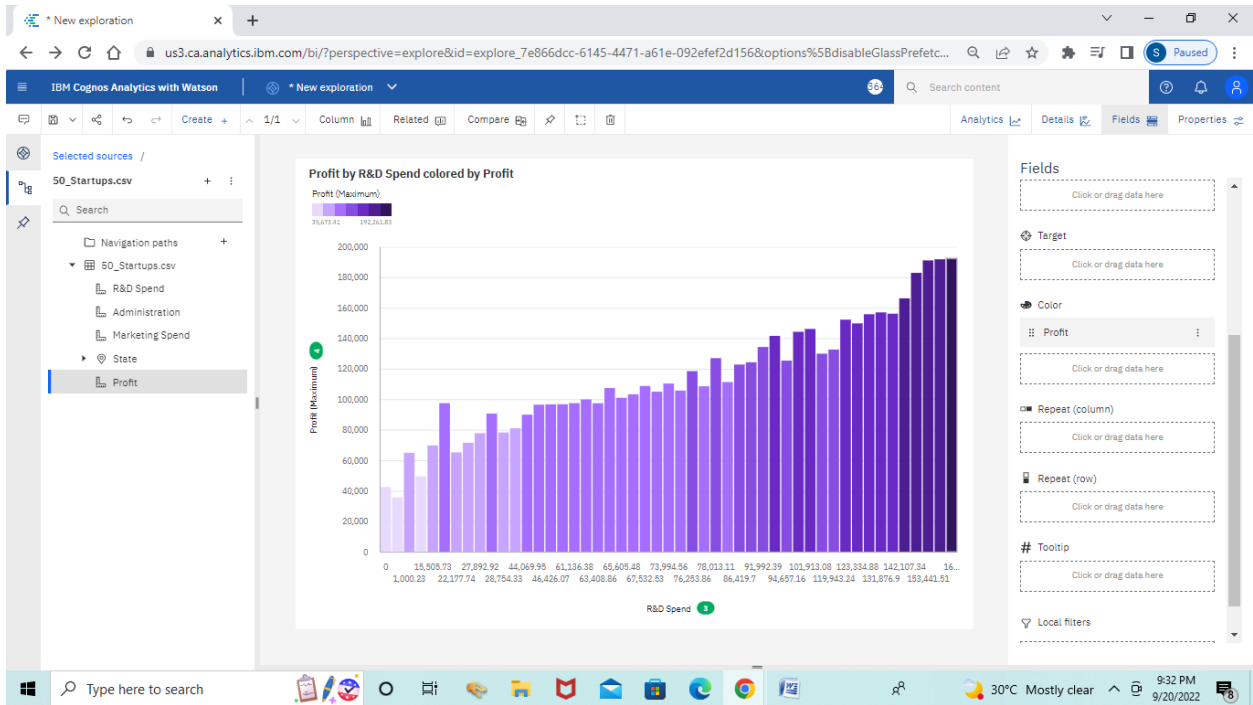 * New exploration
us3.ca.analytics.ibm.com/bi/?perspective=explore&id=explore_7e866dcc-6145-4471-a61e-092efef2d156&options%5BdisableGlassPrefetc...
S Paused
IBM Cognos Analytics with Watson
* New exploration
Search content
Create + 1/1 Column Related Compare
Analytics Details Fields Properties
Selected sources /
50_Startups.csv
Search
Navigation paths
50_Startups.csv
R&D Spend
Administration
Marketing Spend
State
Profit
Profit by R&D Spend colored by Profit
Profit (Maximum)
35,673.41 192,261.83
200,000
180,000
160,000
140,000
120,000
100,000
80,000
60,000
40,000
20,000
0
Profit (Maximum)
4
0 15,505.73 27,892.92 44,069.95 61,136.38 65,605.48 73,994.56 78,013.11 91,992.39 101,913.08 123,334.88 142,107.34 16...
1,000.23 22,177.74 28,754.33 46,426.07 63,408.86 67,532.53 76,253.86 86,419.7 94,657.16 119,943.24 131,876.9 153,441.51
R&D Spend 3
Fields
Click or drag data here
Target
Click or drag data here
Color
Profit
Click or drag data here
Repeat (column)
Click or drag data here
Repeat (row)
Click or drag data here
Tooltip
Click or drag data here
Local filters
Type here to search
30°C Mostly clear
9:32 PM
9/20/2022
8